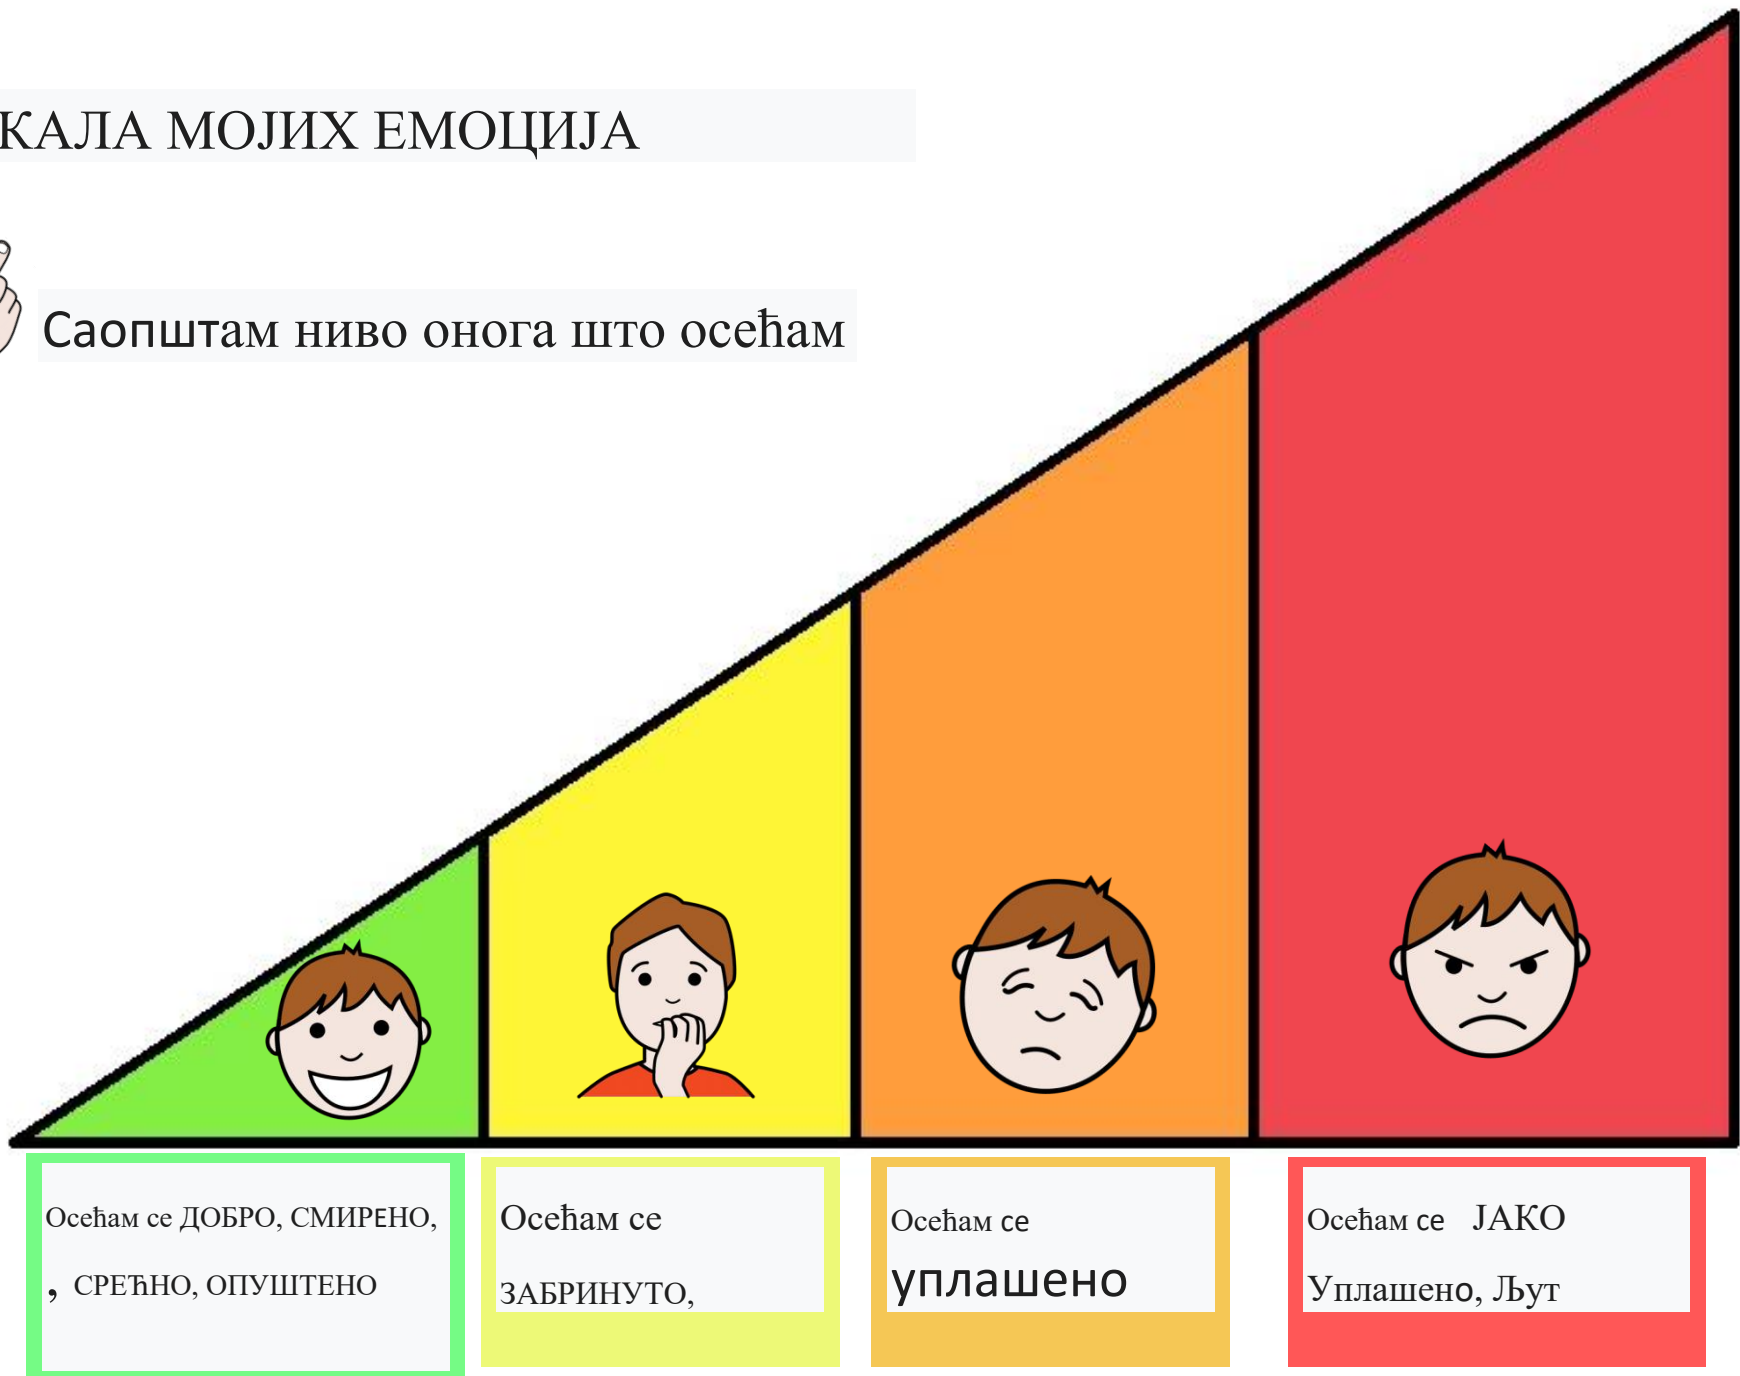 КАЛА МОЈИХ ЕМОЦИЈА
Саопштам ниво онога што осећам
Осећам се ДОБРО, СМИРЕНО,
, СРЕЋНО, ОПУШТЕНО
Осећам се
ЗАБРИНУТО,
Осећам се
уплашено
Осећам се ЈАКО
Уплашено, Љут